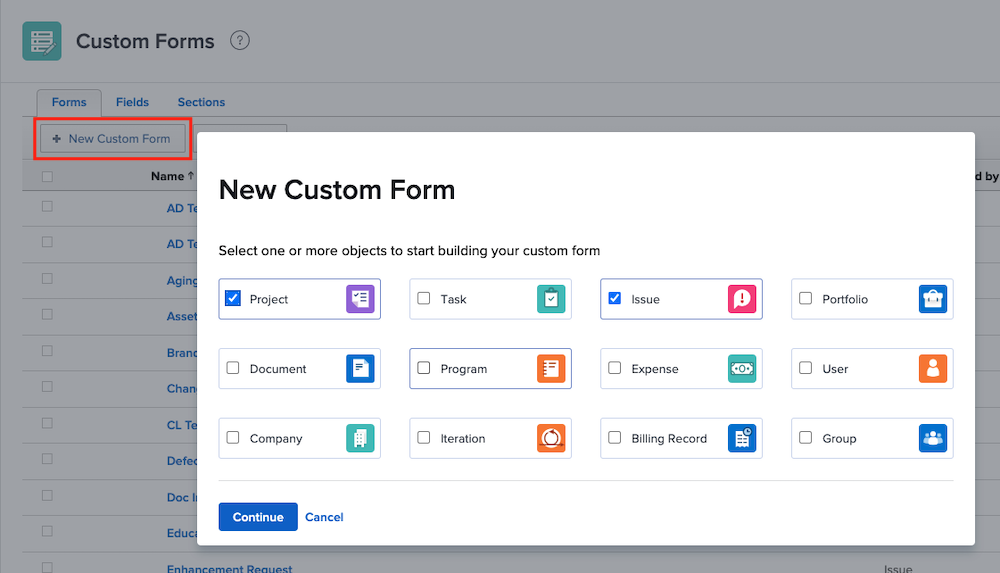 Custom Forms ?
Forms Fields Sections
+ New Custom Form
Name ↑ d by
AD Te
AD Te
Aging
Asset
Branc
Chan
CL Te
Defec
Doc I
Educa
Enhancement Request Issue
New Custom Form
Select one or more objects to start building your custom form
Project Task Issue Portfolio
Document Program Expense User
Company Iteration Billing Record Group
Continue Cancel